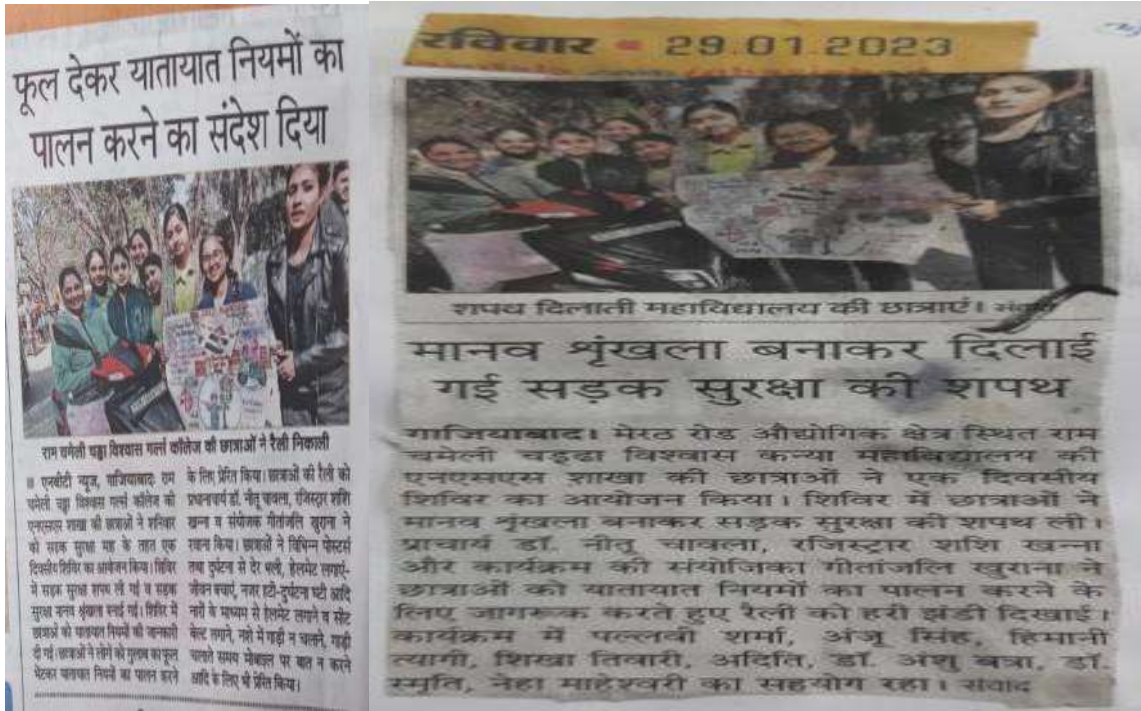 फूल देकर यातायात नियमों का
पालन करने का संदेश दिया
राम चमेली चड्ढा विश्वास गर्ल्स कॉलेज की छात्राओं ने रैली निकाली
■ एनबीटी न्यूज, गाजियाबाद: राम
चमेली चड्ढा विश्वास गर्ल्स कॉलेज की
एनएसएस शाखा की छात्राओं ने शनिवार
को सड़क सुरक्षा माह के तहत एक
दिवसीय शिविर का आयोजन किया। शिविर
में सड़क सुरक्षा शपथ ली गई व सड़क
सुरक्षा मानव श्रृंखला बनाई गई। शिविर में
छात्राओं को यातायात नियमों की जानकारी
दी गई। छात्राओं ने लोगों को गुलाब का फूल
भेंटकर यातायात नियमों का पालन करने
के लिए प्रेरित किया। छात्राओं की रैली को
प्रधानाचार्य डॉ. नीतू चावला, रजिस्ट्रार शशि
खन्ना व संयोजक गीतांजलि खुराना ने
रवाना किया। छात्राओं ने विभिन्न पोस्टर्स
तथा दुर्घटना से देर भली, हेलमेट लगाएं-
जीवन बचाएं, नजर हटी-दुर्घटना घटी आदि
नारों के माध्यम से हेलमेट लगाने व सीट
बेल्ट लगाने, नशे में गाड़ी न चलाने, गाड़ी
चलाते समय मोबाइल पर बात न करने
आदि के लिए भी प्रेरित किया।
रविवार • 29.01.2023
शपथ दिलाती महाविद्यालय की छात्राएं।
मानव श्रृंखला बनाकर दिलाई
गई सड़क सुरक्षा की शपथ
गाजियाबाद। मेरठ रोड औद्योगिक क्षेत्र स्थित राम
चमेली चड्ढा विश्वास कन्या महाविद्यालय की
एनएसएस शाखा की छात्राओं ने एक दिवसीय
शिविर का आयोजन किया। शिविर में छात्राओं ने
मानव श्रृंखला बनाकर सड़क सुरक्षा की शपथ ली।
प्राचार्य डॉ. नीतू चावला, रजिस्ट्रार शशि खन्ना
और कार्यक्रम की संयोजिका गीतांजलि खुराना ने
छात्राओं को यातायात नियमों का पालन करने के
लिए जागरूक करते हुए रैली को हरी झंडी दिखाई।
कार्यक्रम में पल्लवी शर्मा, अंजू सिंह, हिमानी
त्यागी, शिखा तिवारी, अदिति, डॉ. अंशु बत्रा, डॉ.
स्मृति, नेहा माहेश्वरी का सहयोग रहा। संवाद